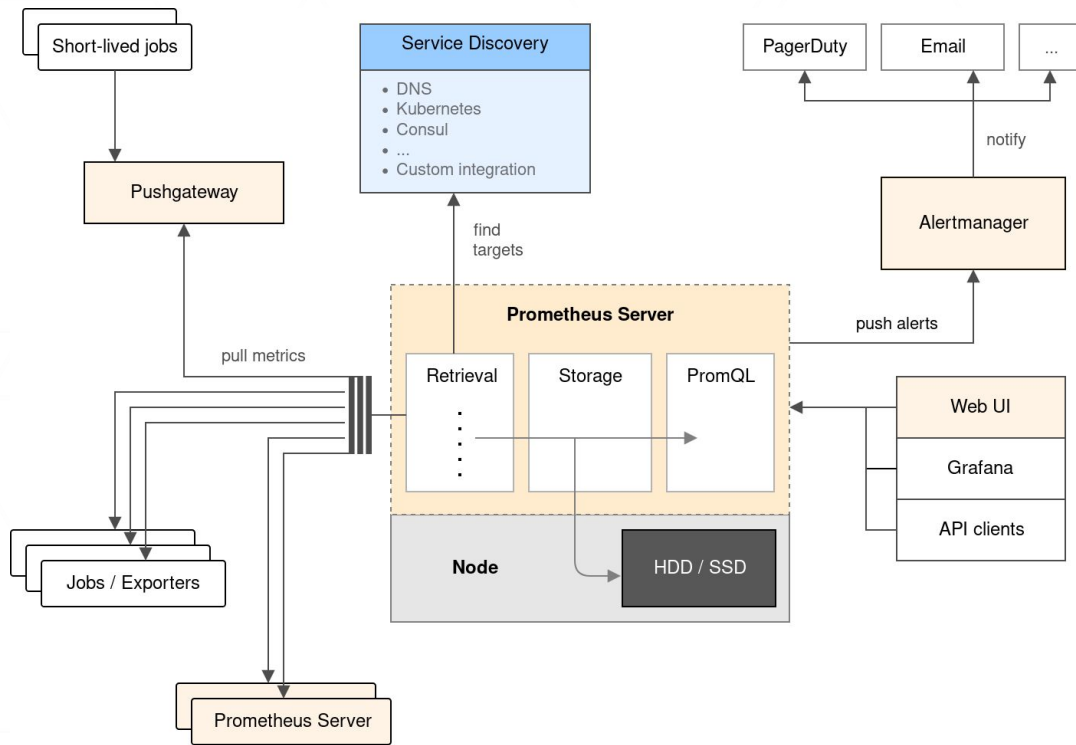 Short-lived jobs
Service Discovery
• DNS
• Kubernetes
• Consul
• ...
• Custom integration
PagerDuty
Email
...
notify
Pushgateway
Alertmanager
find
targets
Prometheus Server
push alerts
pull metrics
Retrieval
Storage
PromQL
Web UI
Grafana
API clients
Node
HDD / SSD
Jobs / Exporters
Prometheus Server